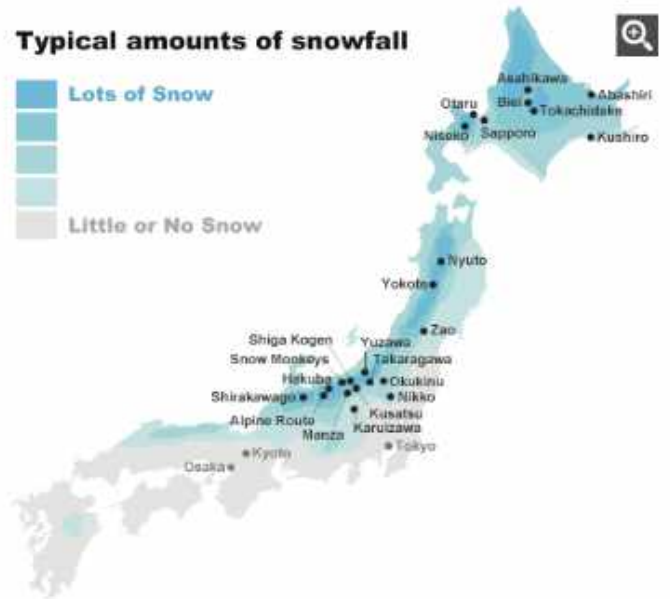 Typical amounts of snowfall
Lots of Snow
Little or No Snow
Asahikawa
Abashiri
Biei
Otaru
Tokachidake
Niseko
Sapporo
Kushiro
Nyuto
Yokote
Zao
Shiga Kogen
Yuzawa
Snow Monkeys
Takaragawa
Hakuba
Okukinu
Shirakawago
Nikko
Alpine Route
Kusatsu
Manza
Karuizawa
Tokyo
Kyoto
Osaka